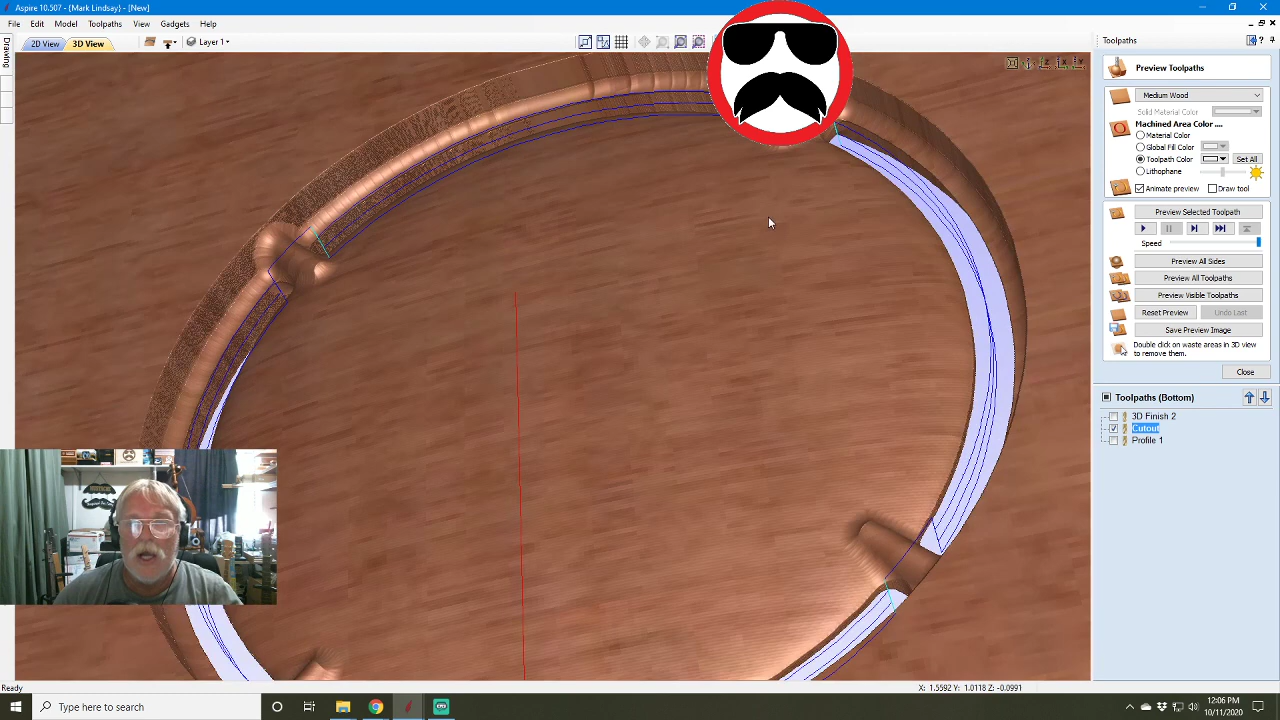 Aspire 10.507 - {Mark Lindsay} - [New]
File Edit Model Toolpaths View Gadgets Help
2D View 3D View Layer 1
Drawing
Toolpaths
Preview Toolpaths
Medium Wood
Solid Material Color
Machined Area Color ....
Material Color
Global Fill Color
Toolpath Color Set All
Lithophane
Animate preview Draw tool
Preview Selected Toolpath
Speed
Preview All Sides
Preview All Toolpaths
Preview Visible Toolpaths
Reset Preview Undo Last
Save Preview Image
Double click on waste areas in 3D view
to remove them.
Close
Toolpaths (Bottom)
3D Finish 2
Cutout
Profile 1
Ready
X: 1.5592 Y: 1.0118 Z: -0.0991
Type here to search
12:06 PM
10/11/2020